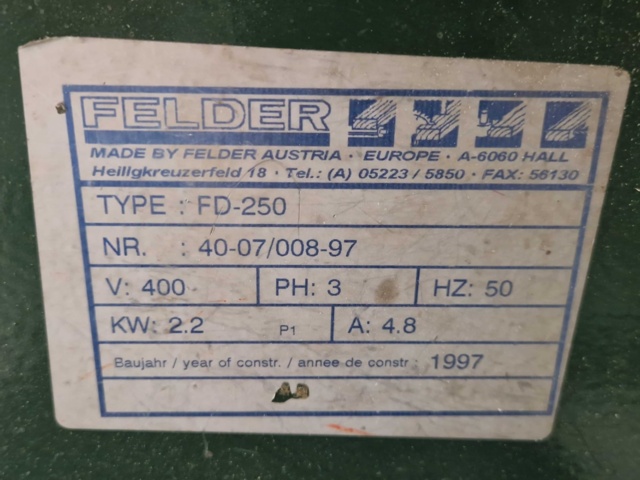 FELDER
MADE BY FELDER AUSTRIA · EUROPE · A-6060 HALL
Heiligkreuzerfeld 18 · Tel.: (A) 05223 / 5850 · FAX: 56130
TYPE : FD-250
NR. : 40-07/008-97
V: 400 PH: 3 HZ: 50
KW: 2.2 P1 A: 4.8
Baujahr / year of constr. / annee de constr : 1997